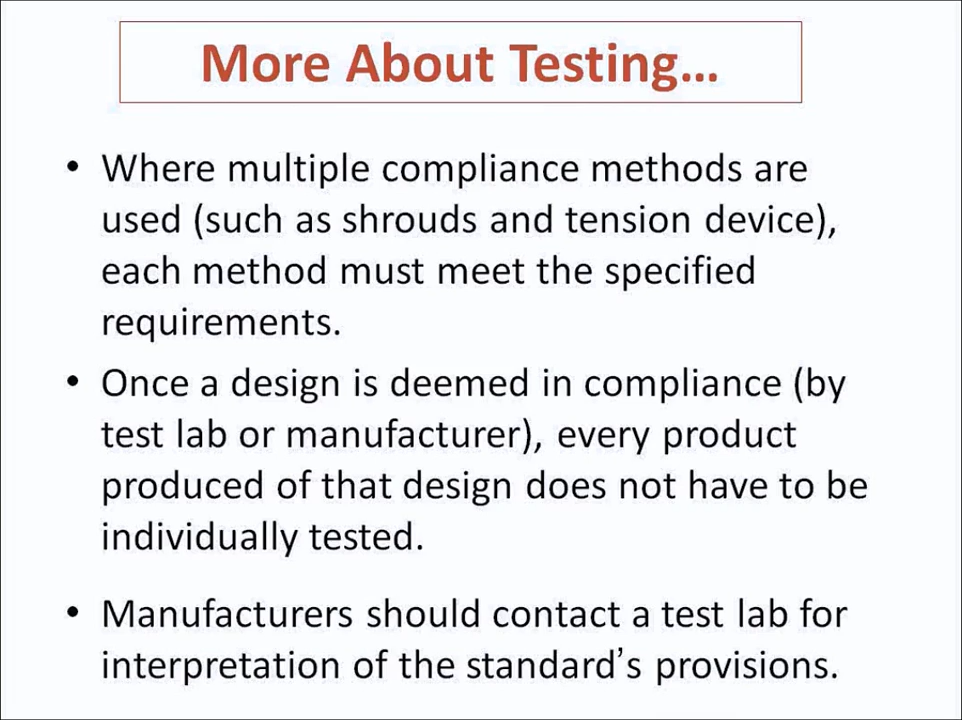 More About Testing…
• Where multiple compliance methods are
used (such as shrouds and tension device),
each method must meet the specified
requirements.
• Once a design is deemed in compliance (by
test lab or manufacturer), every product
produced of that design does not have to be
individually tested.
• Manufacturers should contact a test lab for
interpretation of the standard’s provisions.